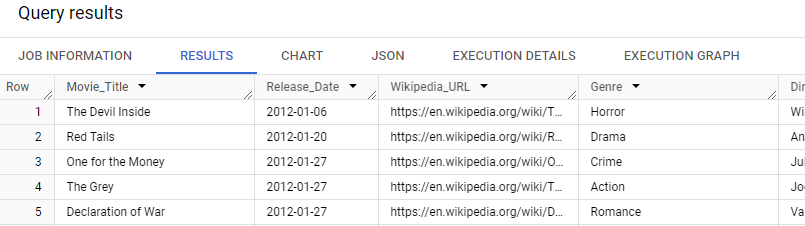 Query results
JOB INFORMATION RESULTS CHART JSON EXECUTION DETAILS EXECUTION GRAPH
Row Movie_Title Release_Date Wikipedia_URL Genre Dir
1 The Devil Inside 2012-01-06 https://en.wikipedia.org/wiki/T... Horror Wi
2 Red Tails 2012-01-20 https://en.wikipedia.org/wiki/R... Drama An
3 One for the Money 2012-01-27 https://en.wikipedia.org/wiki/O... Crime Jul
4 The Grey 2012-01-27 https://en.wikipedia.org/wiki/T... Action Joe
5 Declaration of War 2012-01-27 https://en.wikipedia.org/wiki/D... Romance Va